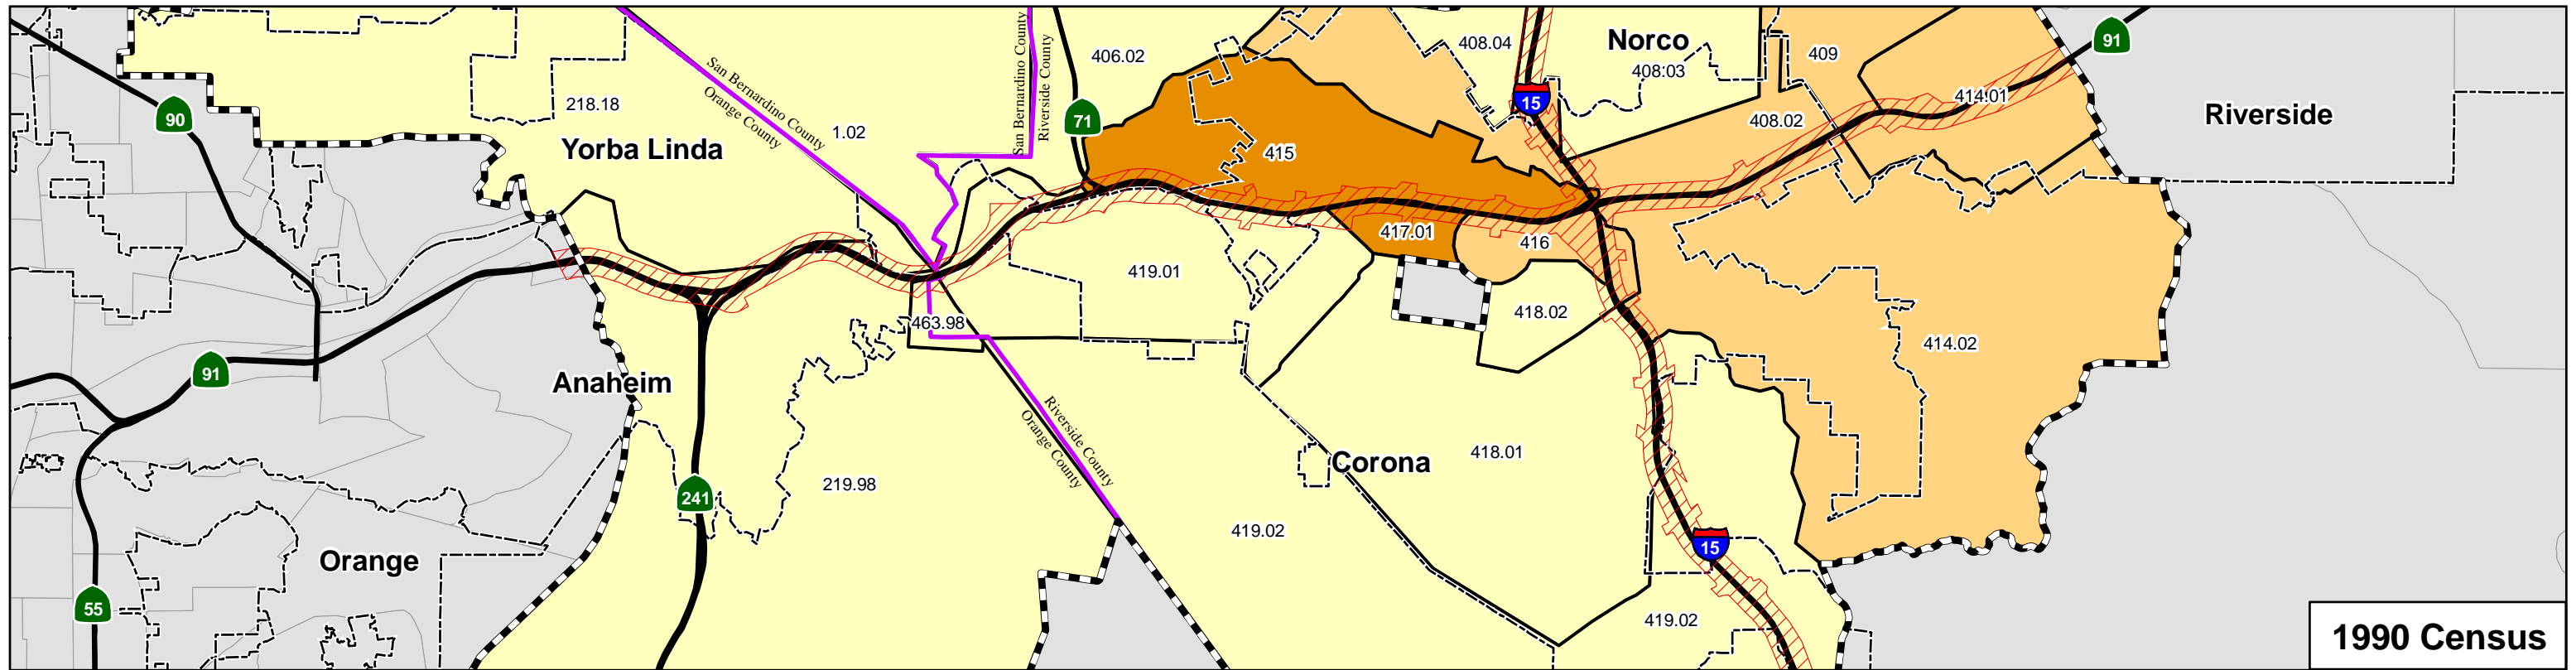 406.02
408.04
Norco
408.03
409
91
90
218.18
San Bernardino County
Orange County
1.02
San Bernardino County
Riverside County
71
15
408.02
414.01
Riverside
Yorba Linda
415
417.01
416
419.01
463.98
418.02
414.02
91
Anaheim
Riverside County
Orange County
Corona
418.01
241
219.98
419.02
15
Orange
55
419.02
1990 Census